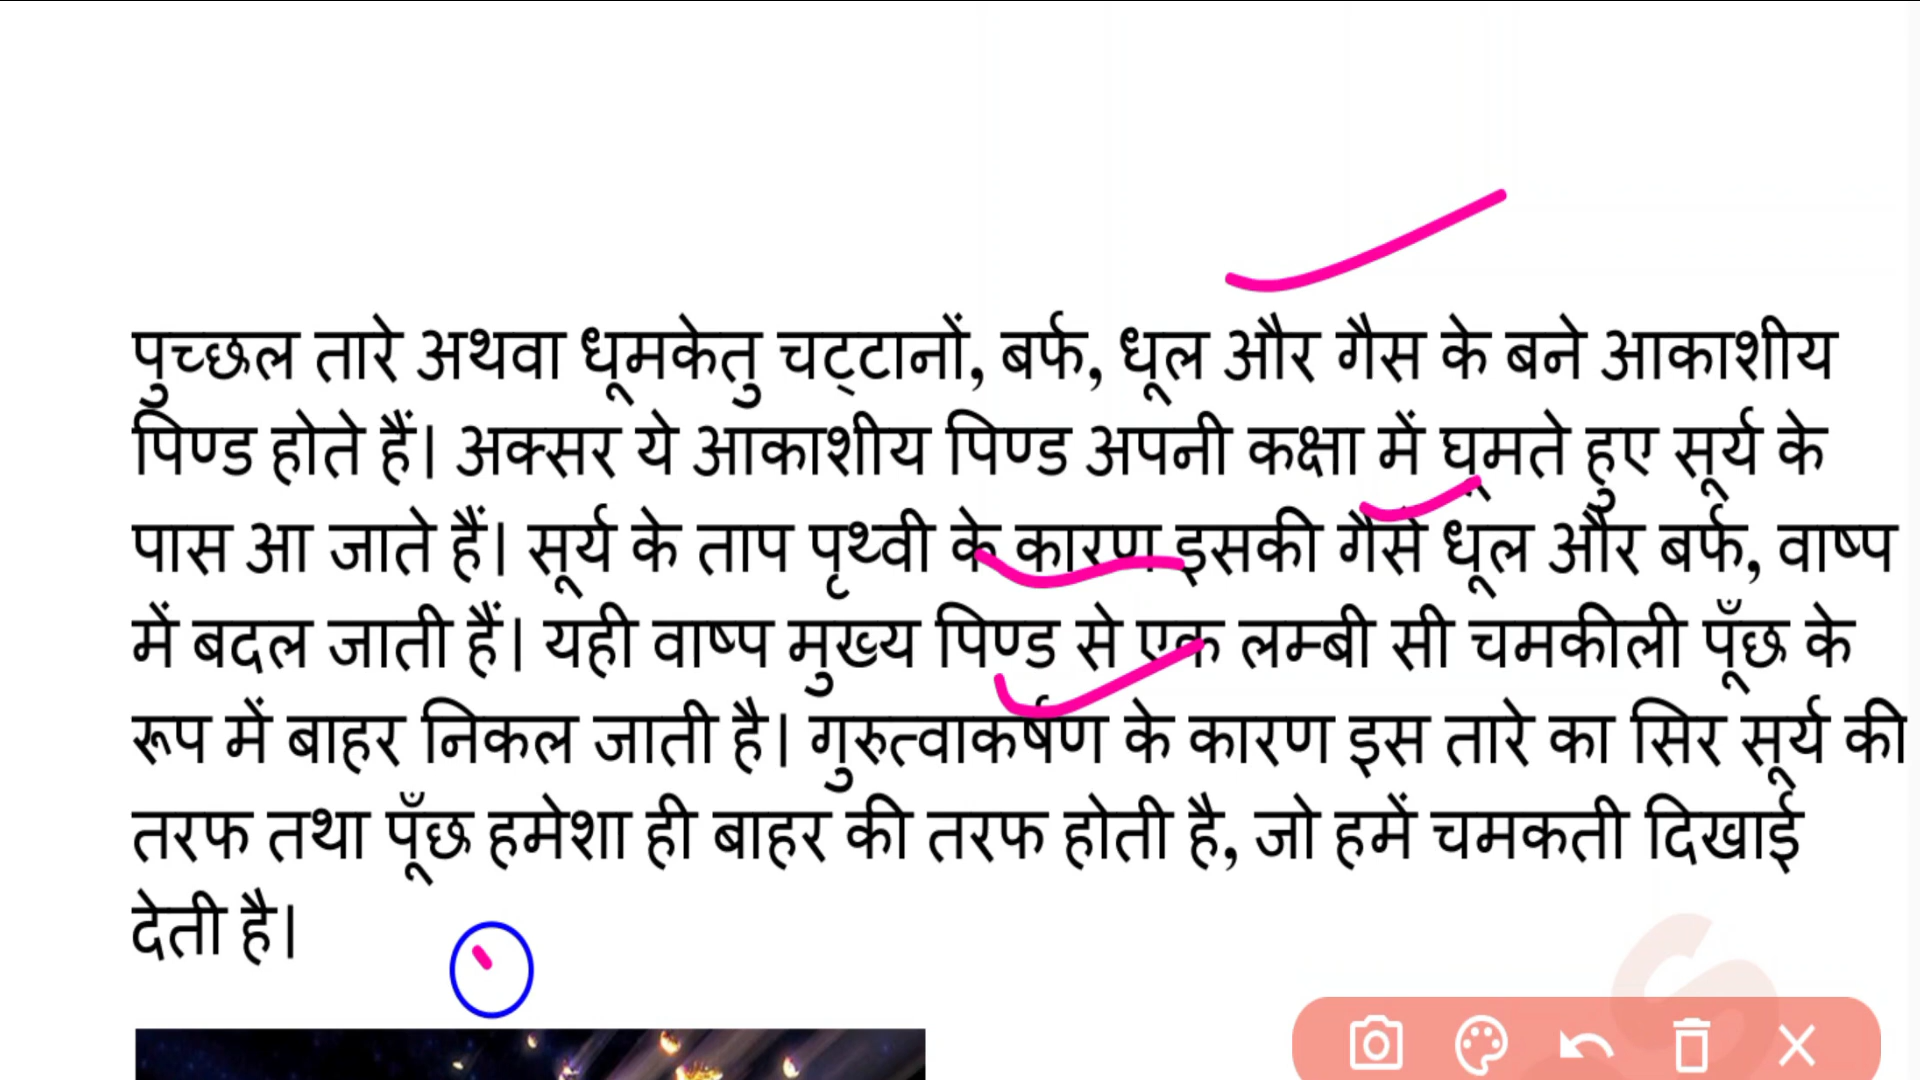 पुच्छल तारे अथवा धूमकेतु चट्टानों, बर्फ, धूल और गैस के बने आकाशीय
पिण्ड होते हैं। अक्सर ये आकाशीय पिण्ड अपनी कक्षा में घूमते हुए सूर्य के
पास आ जाते हैं। सूर्य के ताप पृथ्वी के कारण इसकी गैसें धूल और बर्फ, वाष्प
में बदल जाती हैं। यही वाष्प मुख्य पिण्ड से एक लम्बी सी चमकीली पूँछ के
रूप में बाहर निकल जाती है। गुरुत्वाकर्षण के कारण इस तारे का सिर सूर्य की
तरफ तथा पूँछ हमेशा ही बाहर की तरफ होती है, जो हमें चमकती दिखाई
देती है।